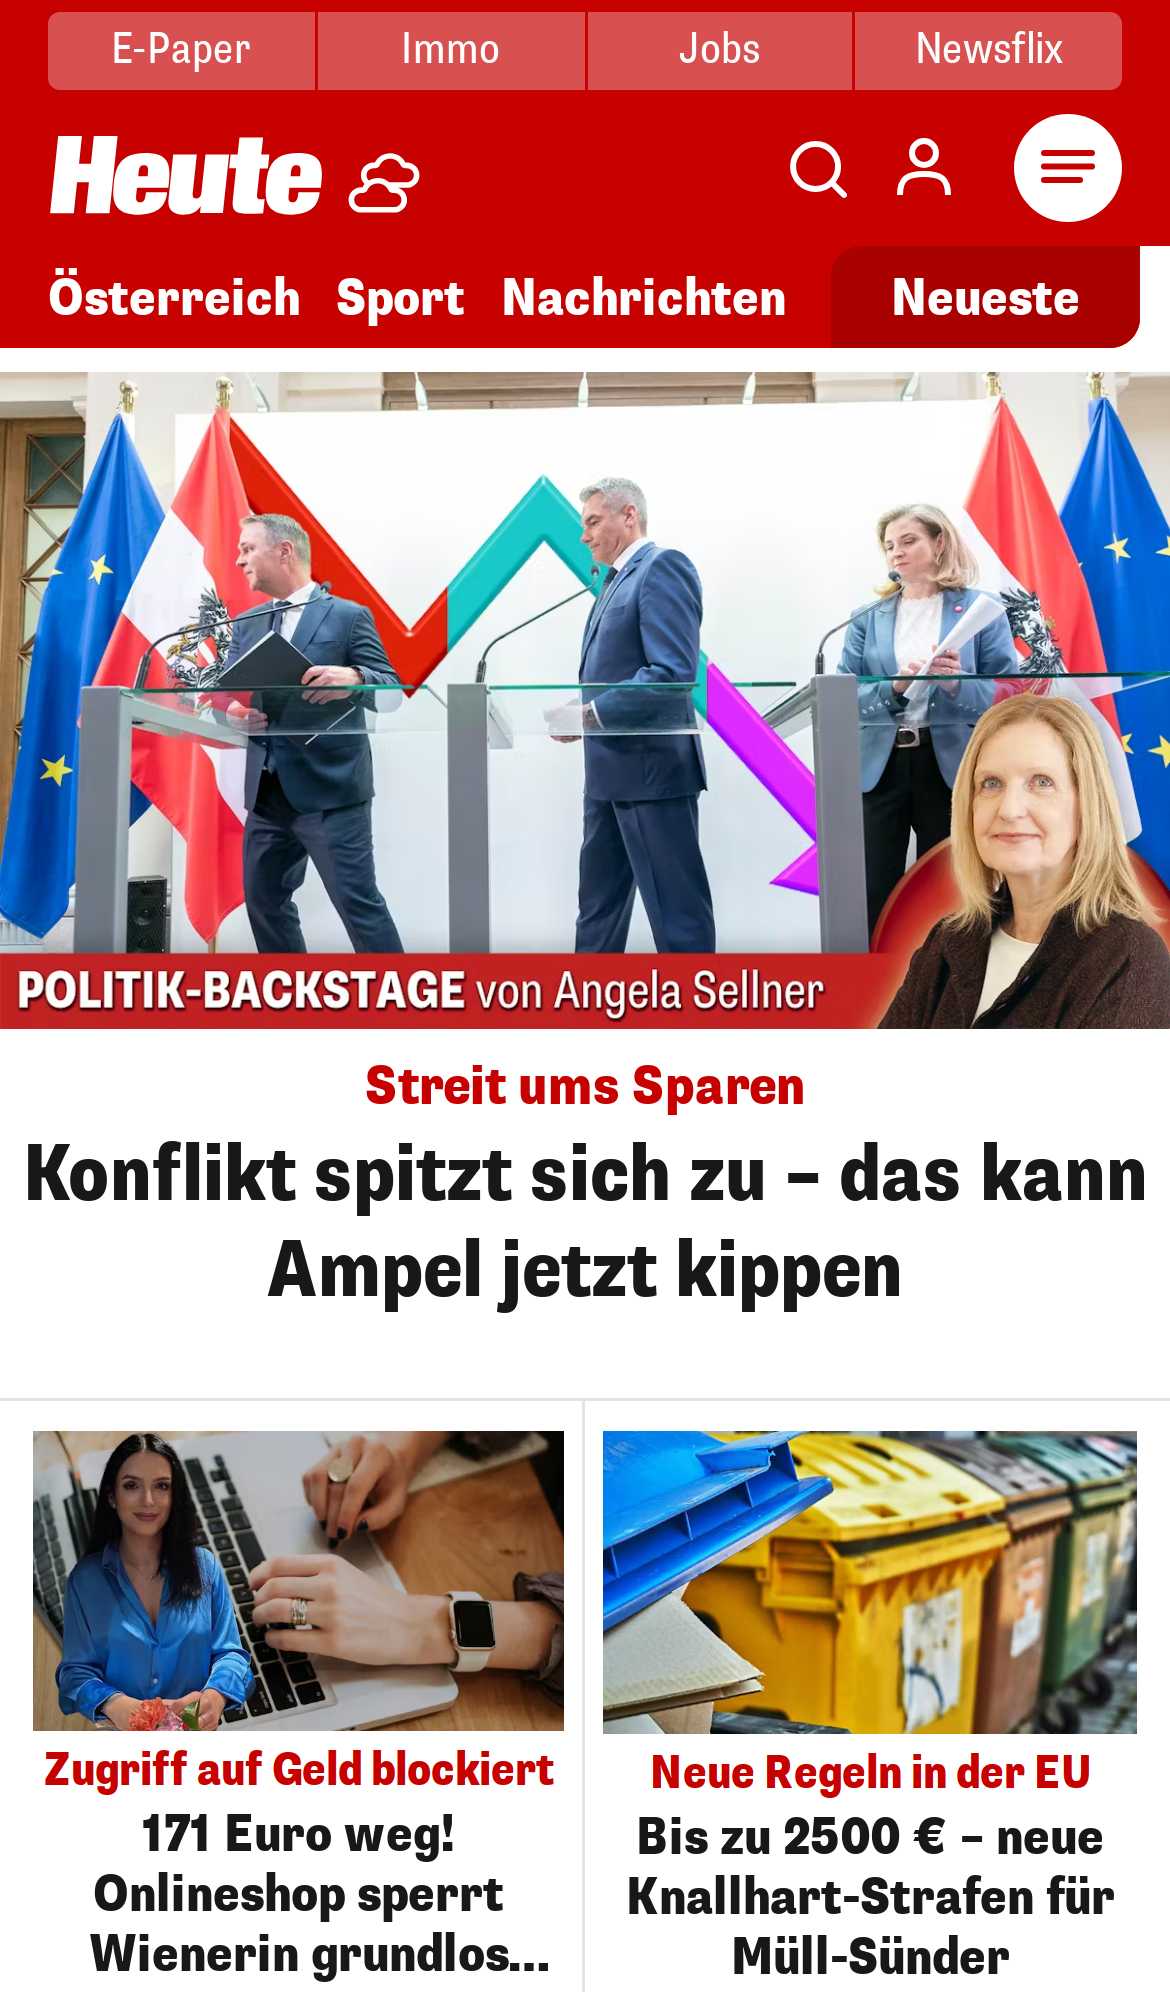 E-Paper
Immo
Jobs
Newsflix
Heute
Österreich
Sport
Nachrichten
Neueste
POLITIK-BACKSTAGE von Angela Sellner
Streit ums Sparen
Konflikt spitzt sich zu – das kann
Ampel jetzt kippen
Zugriff auf Geld blockiert
171 Euro weg!
Onlineshop sperrt
Wienerin grundlos...
Neue Regeln in der EU
Bis zu 2500 € – neue
Knallhart-Strafen für
Müll-Sünder